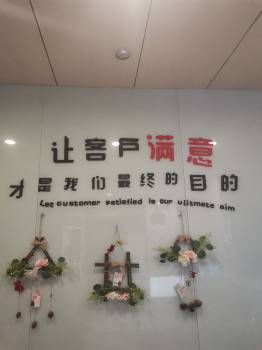 让客户满意
才是我们最终的目的
Let customer satisfied is our ulitmate aim